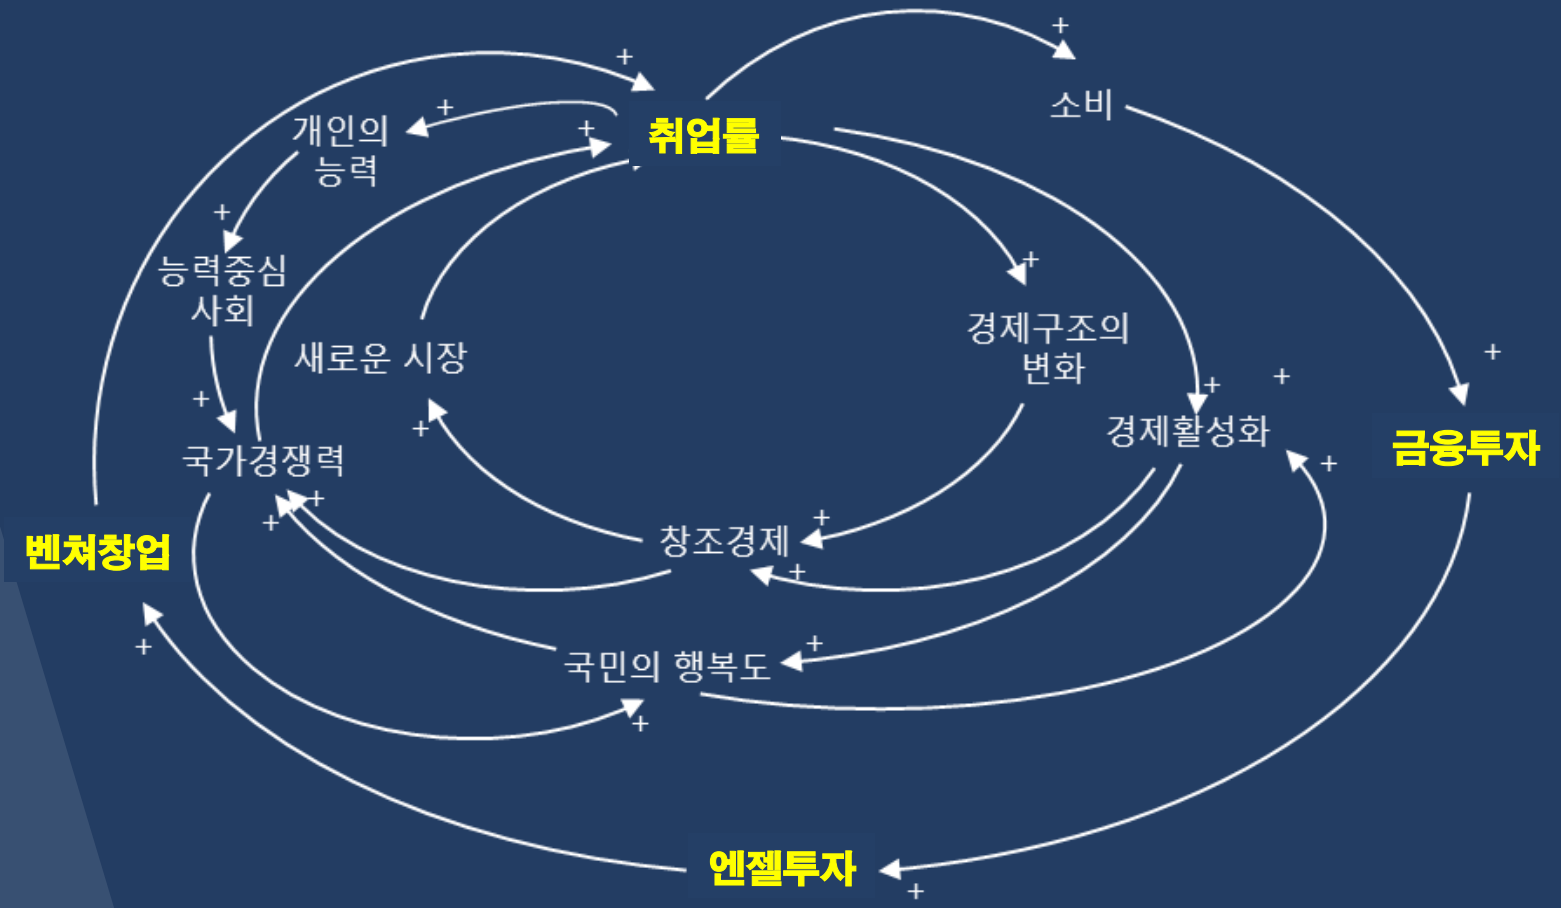 +
+
소비
+
개인의
능력
+
취업률
+
능력중심
사회
+
경제구조의
변화
새로운 시장
+
+
+
+
+
경제활성화
금융투자
+
국가경쟁력
+
+
+
창조경제
+
벤쳐창업
+
+
국민의 행복도
+
엔젤투자
+